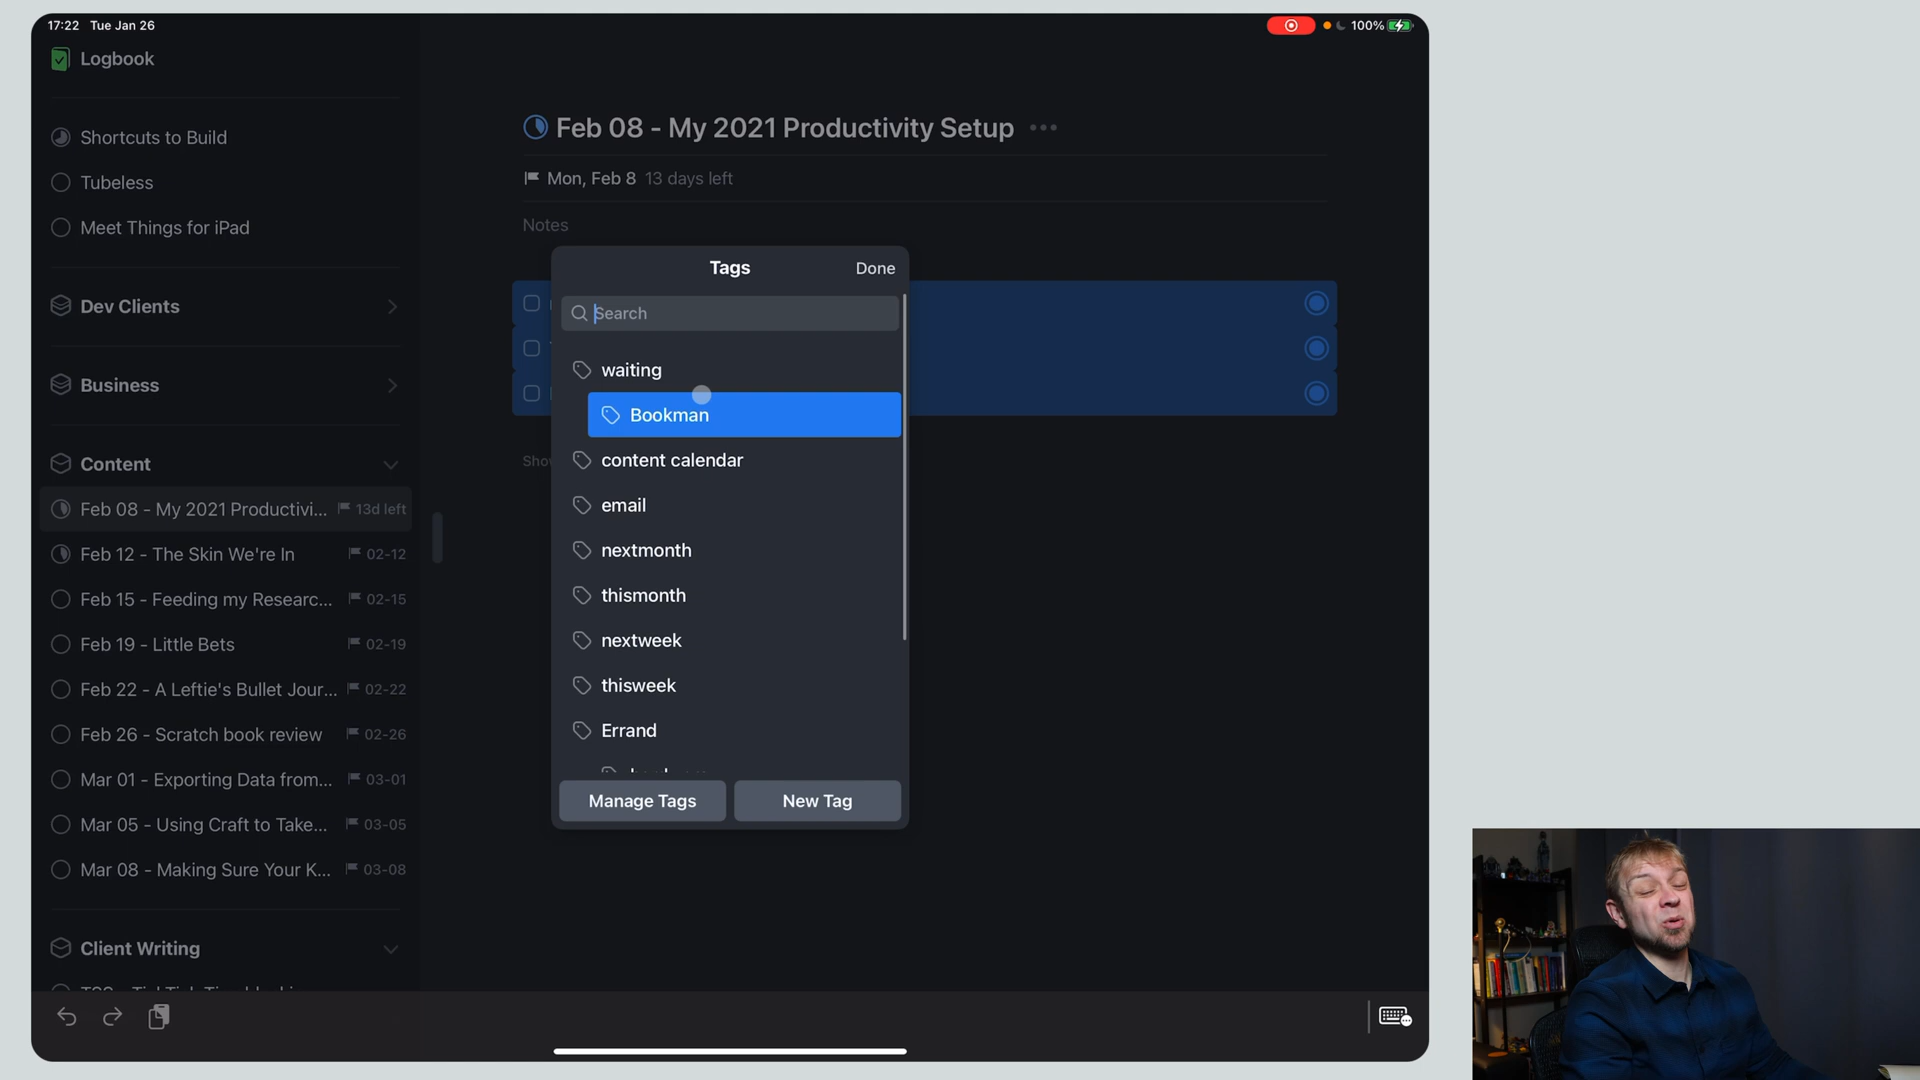 17:22 Tue Jan 26
100%
Logbook
Shortcuts to Build
Tubeless
Meet Things for iPad
Dev Clients
Business
Content
Feb 08 - My 2021 Productivi... 13d left
Feb 12 - The Skin We're In 02-12
Feb 15 - Feeding my Researc... 02-15
Feb 19 - Little Bets 02-19
Feb 22 - A Leftie's Bullet Jour... 02-22
Feb 26 - Scratch book review 02-26
Mar 01 - Exporting Data from... 03-01
Mar 05 - Using Craft to Take... 03-05
Mar 08 - Making Sure Your K... 03-08
Client Writing
Feb 08 - My 2021 Productivity Setup
Mon, Feb 8 13 days left
Notes
Tags
Done
Search
waiting
Bookman
content calendar
email
nextmonth
thismonth
nextweek
thisweek
Errand
Manage Tags
New Tag